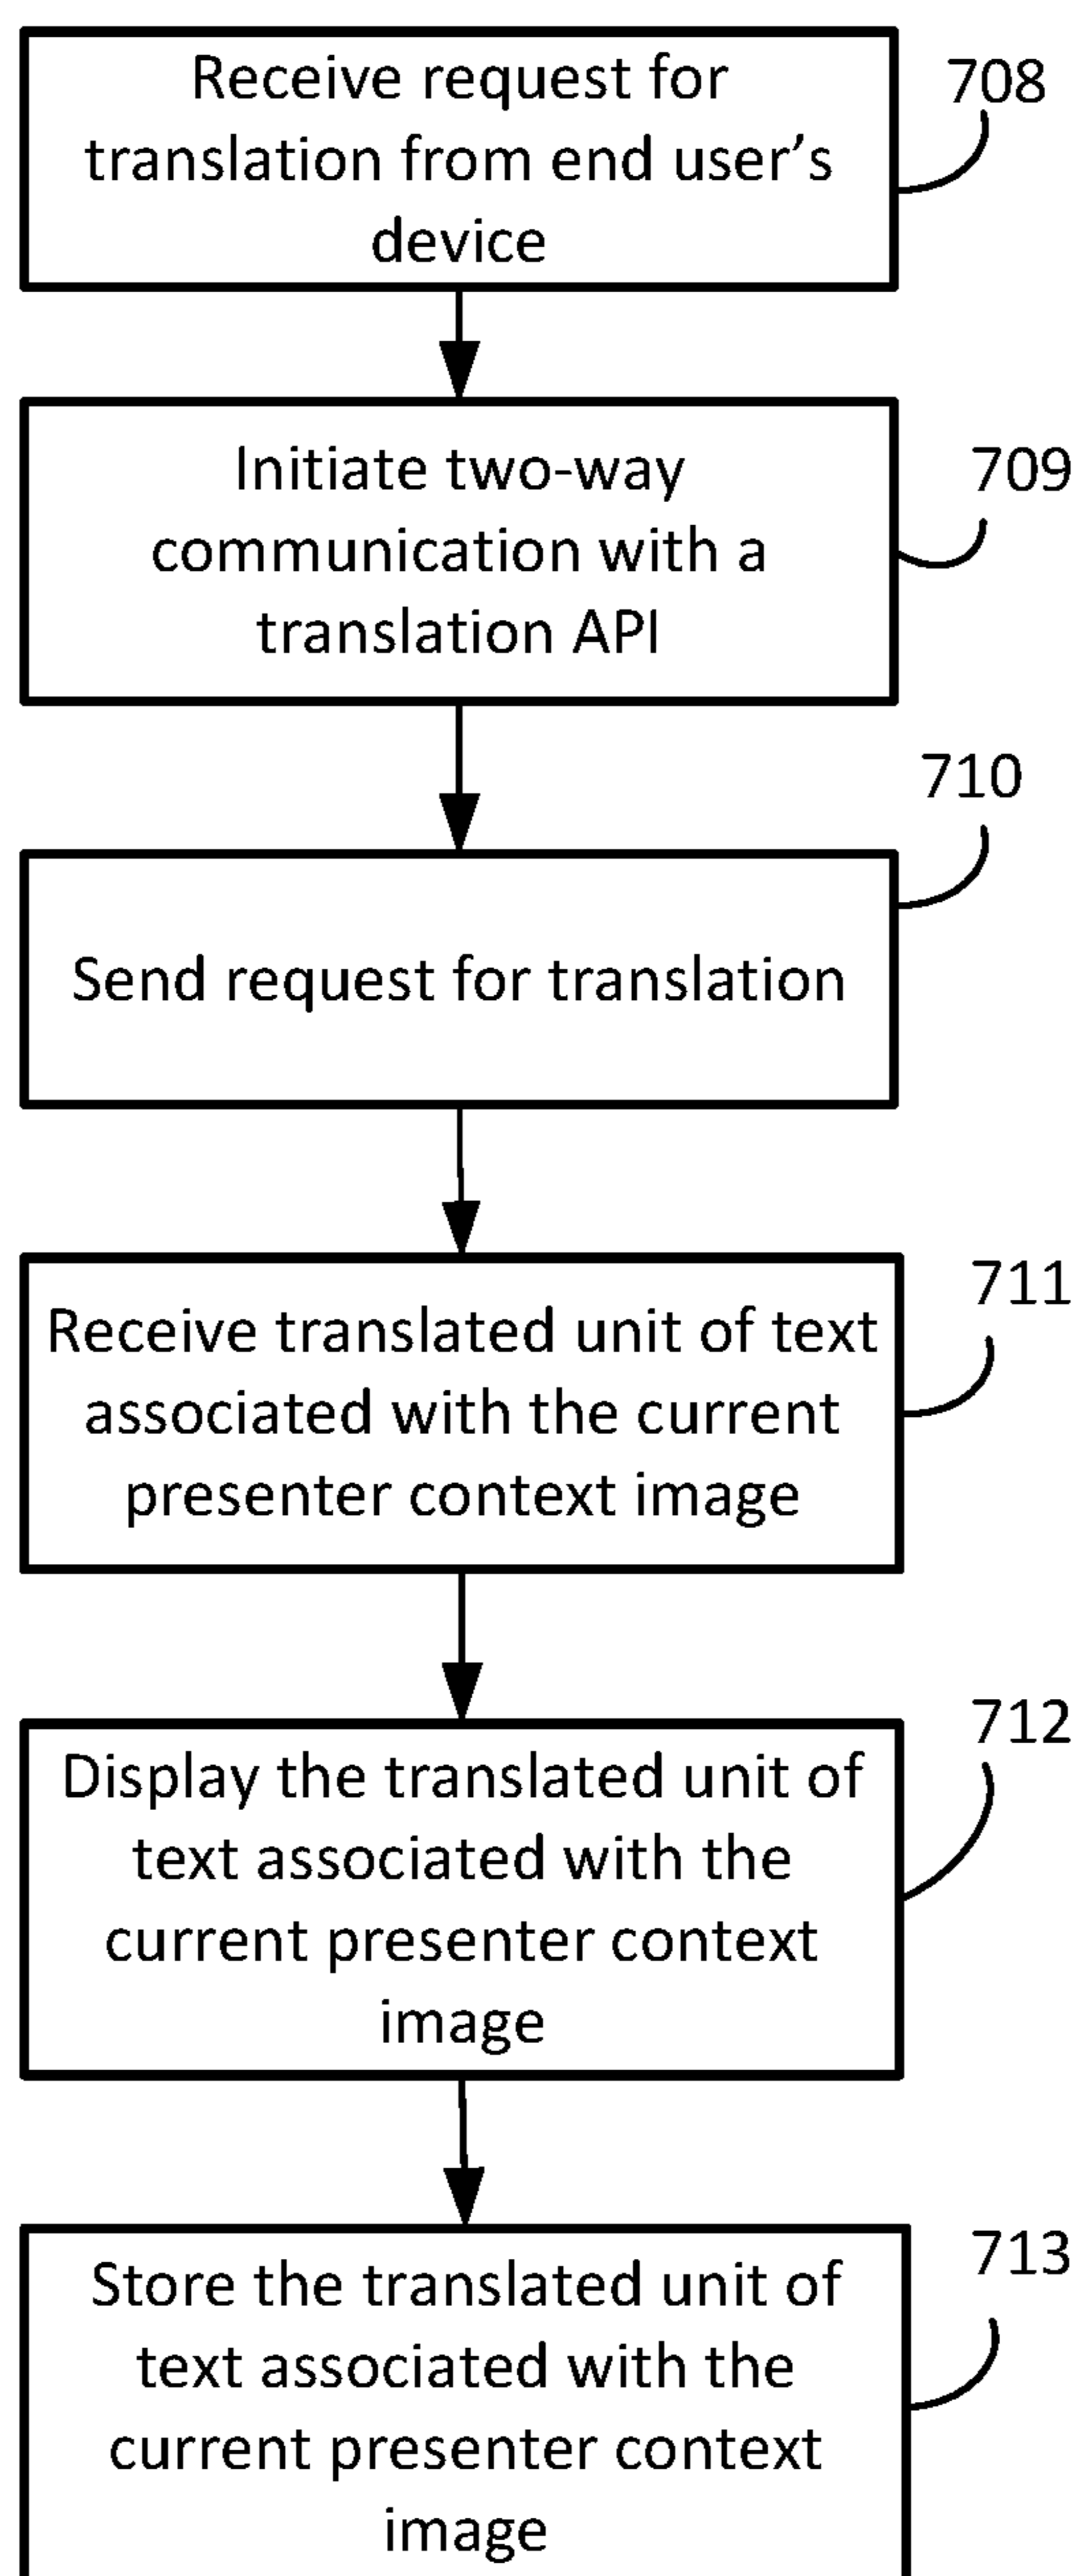 Receive request for
translation from end user's
device
708
Initiate two-way
communication with a
translation API
709
710
Send request for translation
711
Receive translated unit of text
associated with the current
presenter context image
712
Display the translated unit of
text associated with the
current presenter context
image
713
Store the translated unit of
text associated with the
current presenter context
image